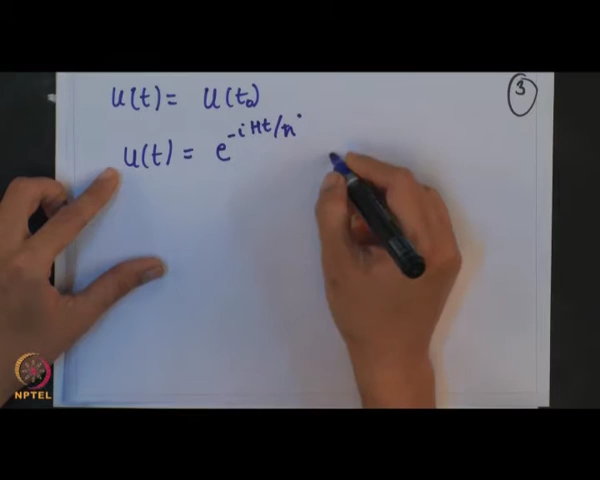 U(t) = U(t₀)
U(t) = e^{-iHt/ħ}
3
NPTEL